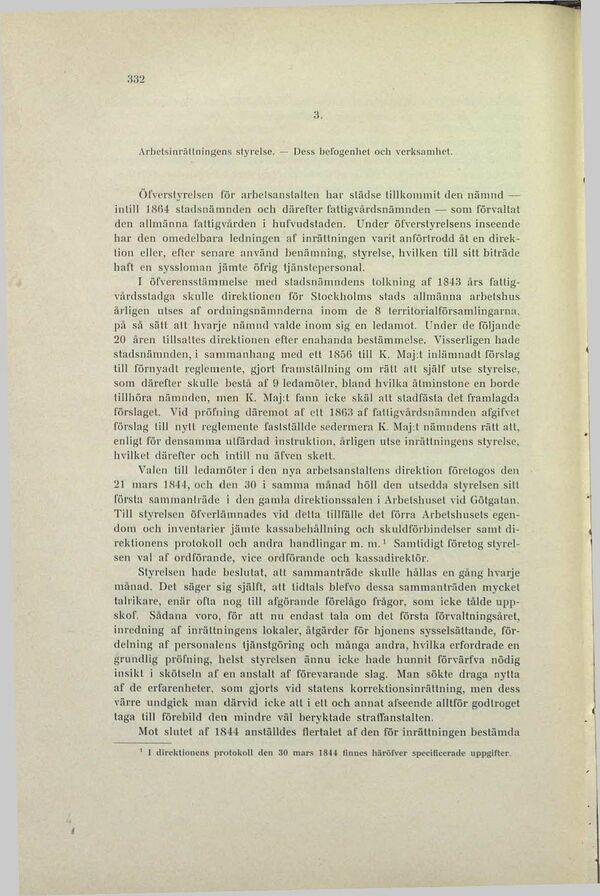 332
3.
Arbetsinrättningens styrelse. — Dess befogenhet och verksamhet.
Öfverstyrelsen för arbetsanstalten har städse tillkommit den nämnd —
intill 1864 stadsnämnden och därefter fattigvårdsnämnden — som förvaltat
den allmänna fattigvården i hufvudstaden. Under öfverstyrelsens inseende
har den omedelbara ledningen af inrättningen varit anförtrodd åt en direk-
tion eller, efter senare använd benämning, styrelse, hvilken till sitt biträde
haft en syssloman jämte öfrig tjänstepersonal.
I öfverensstämmelse med stadsnämndens tolkning af 1843 års fattig-
vårdsstadga skulle direktionen för Stockholms stads allmänna arbetshus
årligen utses af ordningsnämnderna inom de 8 territorialförsamlingarna,
på så sätt att hvarje nämnd valde inom sig en ledamot. Under de följande
20 åren tillsattes direktionen efter enahanda bestämmelse. Visserligen hade
stadsnämnden, i sammanhang med ett 1856 till K. Maj:t inlämnadt förslag
till förnyadt reglemente, gjort framställning om rätt att själf utse styrelse,
som därefter skulle bestå af 9 ledamöter, bland hvilka åtminstone en borde
tillhöra nämnden, men K. Maj:t fann icke skäl att stadfästa det framlagda
förslaget. Vid pröfning däremot af ett 1863 af fattigvårdsnämnden afgifvet
förslag till nytt reglemente fastställde sedermera K. Maj:t nämndens rätt att,
enligt för densamma utfärdad instruktion, årligen utse inrättningens styrelse,
hvilket därefter och intill nu äfven skett.
Valen till ledamöter i den nya arbetsanstaltens direktion företogos den
21 mars 1844, och den 30 i samma månad höll den utsedda styrelsen sitt
första sammanträde i den gamla direktionssalen i Arbetshuset vid Götgatan.
Till styrelsen öfverlämnades vid detta tillfälle det förra Arbetshusets egen-
dom och inventarier jämte kassabehållning och skuldförbindelser samt di-
rektionens protokoll och andra handlingar m. m.¹ Samtidigt företog styrel-
sen val af ordförande, vice ordförande och kassadirektör.
Styrelsen hade beslutat, att sammanträde skulle hållas en gång hvarje
månad. Det säger sig själft, att tidtals blefvo dessa sammanträden mycket
talrikare, enär ofta nog till afgörande förelågo frågor, som icke tålde upp-
skof. Sådana voro, för att nu endast tala om det första förvaltningsåret,
inredning af inrättningens lokaler, åtgärder för hjonens sysselsättande, för-
delning af personalens tjänstgöring och många andra, hvilka erfordrade en
grundlig pröfning, helst styrelsen ännu icke hade hunnit förvärfva nödig
insikt i skötseln af en anstalt af förevarande slag. Man sökte draga nytta
af de erfarenheter, som gjorts vid statens korrektionsinrättning, men dess
värre undgick man därvid icke att i ett och annat afseende alltför godtroget
taga till förebild den mindre väl beryktade straffanstalten.
Mot slutet af 1844 anställdes flertalet af den för inrättningen bestämda
¹ I direktionens protokoll den 30 mars 1844 finnes häröfver specificerade uppgifter.